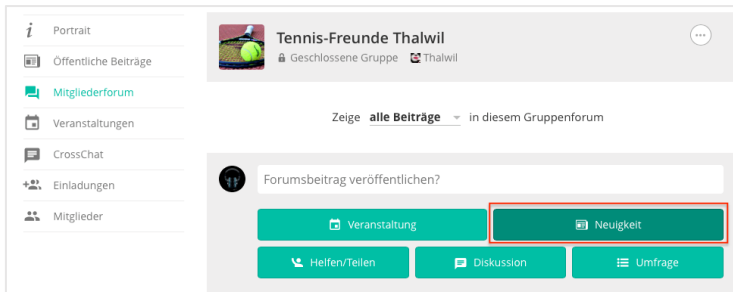 Portrait
Öffentliche Beiträge
Mitgliederforum
Veranstaltungen
CrossChat
Einladungen
Mitglieder
Tennis-Freunde Thalwil
Geschlossene Gruppe Thalwil
Zeige alle Beiträge in diesem Gruppenforum
Forumsbeitrag veröffentlichen?
Veranstaltung Neuigkeit
Helfen/Teilen Diskussion Umfrage